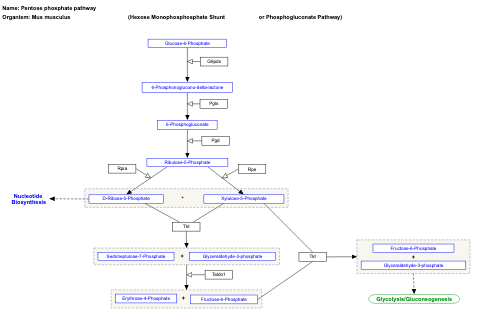 Name: Pentose phosphate pathway
Organism: Mus musculus (Hexose Monophosphosphate Shunt or Phosphogluconate Pathway)
Glucose-6-Phosphate
G6pdx
6-Phosphonoglucono-delta-lactone
Pgls
6-Phosphogluconate
Pgd
Ribulose-5-Phosphate
Rpia
Rpe
Nucleotide
Biosynthesis
D-Ribose-5-Phosphate + Xylulose-5-Phosphate
Tkt
Sedoheptulose-7-Phosphate + Glyceraldehyde-3-phosphate
Tkt
Fructose-6-Phosphate
+
Glyceraldehyde-3-phosphate
Taldo1
Erythrose-4-Phosphate + Fructose-6-Phosphate
Glycolysis/Gluconeogenesis